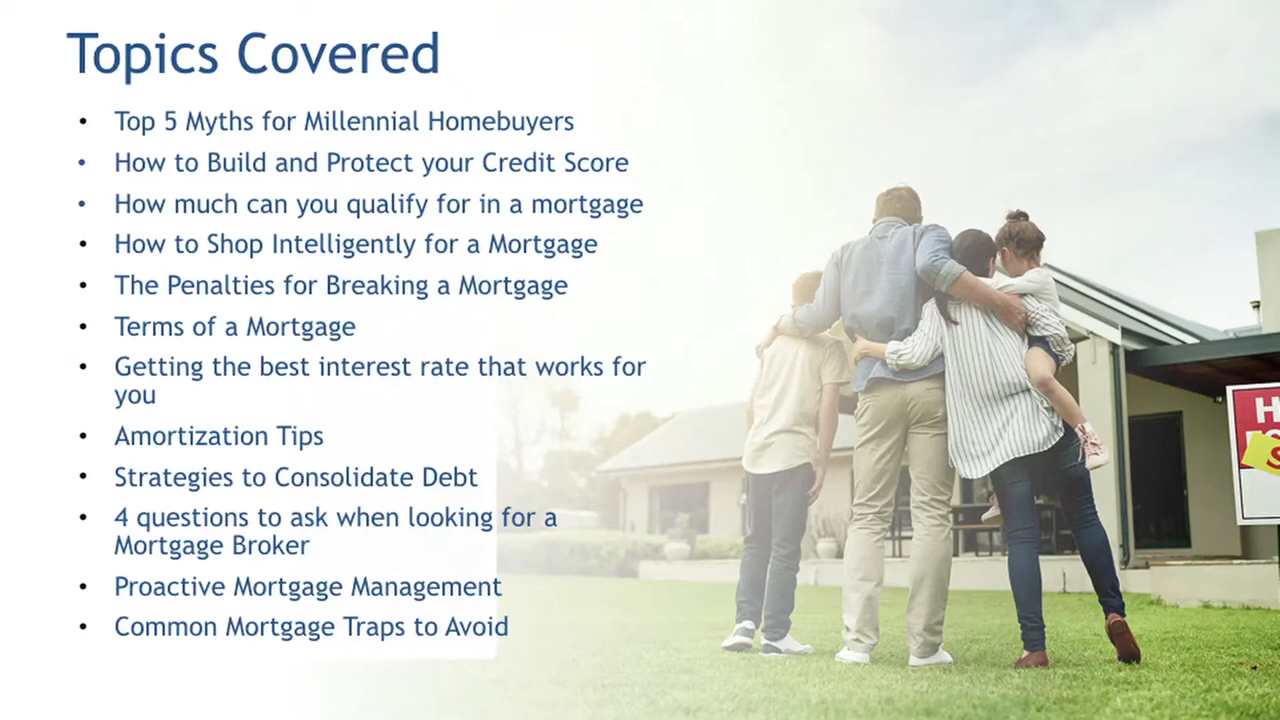 Topics Covered
• Top 5 Myths for Millennial Homebuyers
• How to Build and Protect your Credit Score
• How much can you qualify for in a mortgage
• How to Shop Intelligently for a Mortgage
• The Penalties for Breaking a Mortgage
• Terms of a Mortgage
• Getting the best interest rate that works for
you
• Amortization Tips
• Strategies to Consolidate Debt
• 4 questions to ask when looking for a
Mortgage Broker
• Proactive Mortgage Management
• Common Mortgage Traps to Avoid